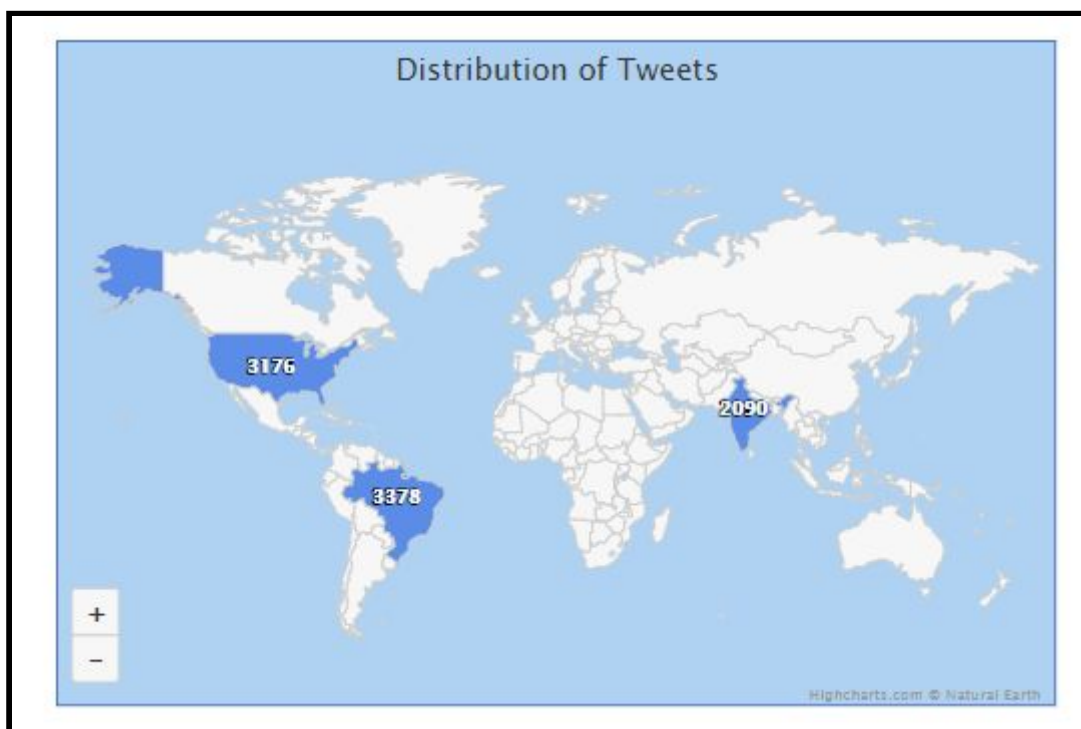 Distribution of Tweets
3176
2090
3378
+
−
Highcharts.com © Natural Earth